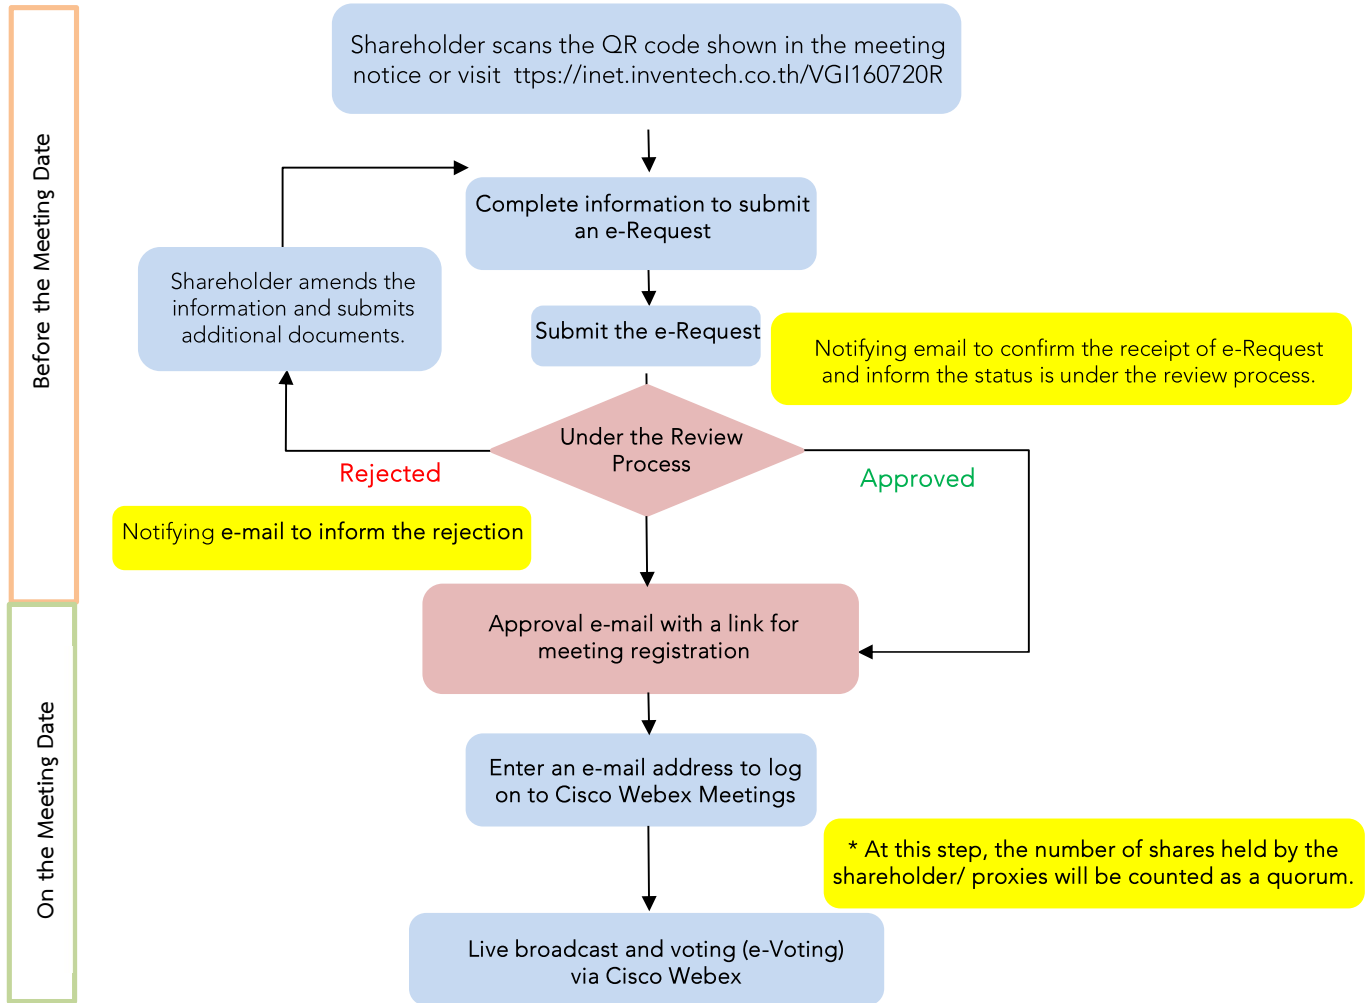 Before the Meeting Date
Shareholder scans the QR code shown in the meeting
notice or visit ttps://inet.inventech.co.th/VGI160720R
Complete information to submit
an e-Request
Shareholder amends the
information and submits
additional documents.
Submit the e-Request
Notifying email to confirm the receipt of e-Request
and inform the status is under the review process.
Under the Review
Process
Rejected
Approved
Notifying e-mail to inform the rejection
On the Meeting Date
Approval e-mail with a link for
meeting registration
Enter an e-mail address to log
on to Cisco Webex Meetings
* At this step, the number of shares held by the
shareholder/ proxies will be counted as a quorum.
Live broadcast and voting (e-Voting)
via Cisco Webex